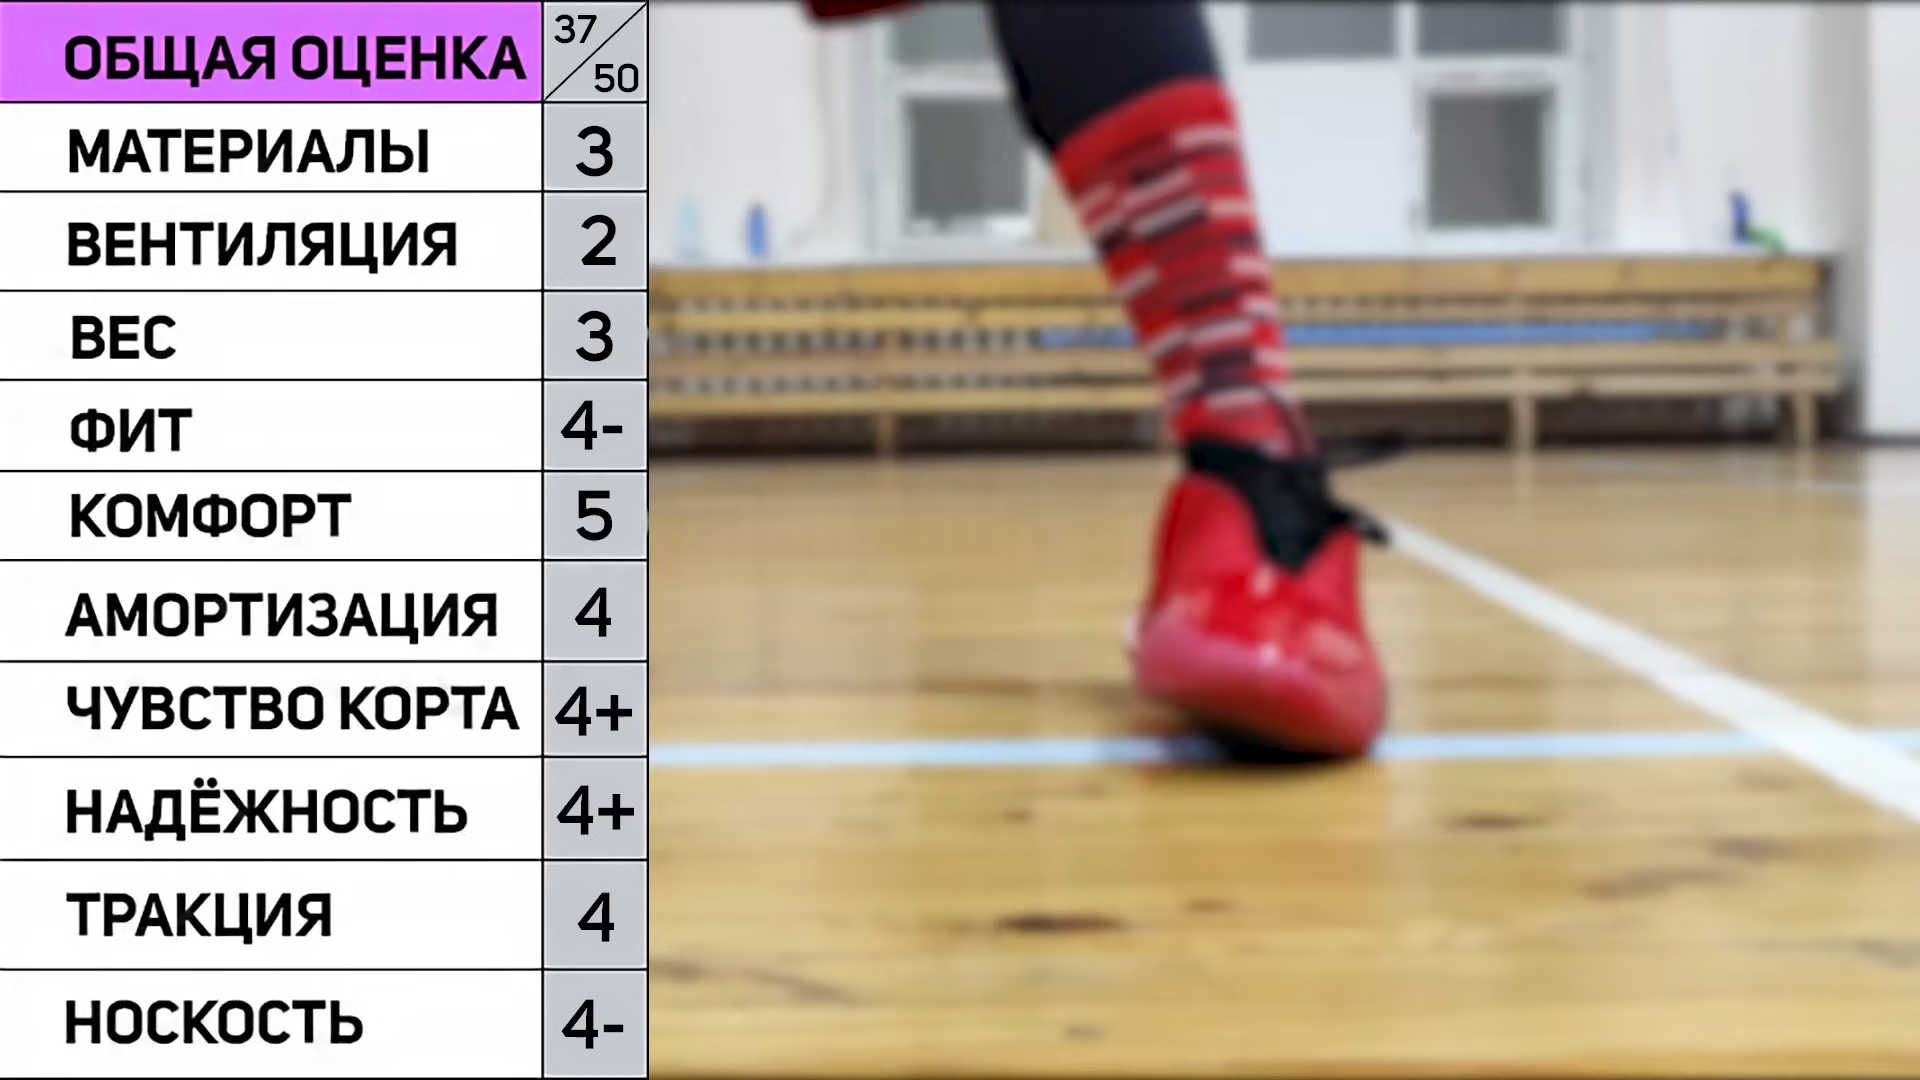 ОБЩАЯ ОЦЕНКА 37/50
МАТЕРИАЛЫ 3
ВЕНТИЛЯЦИЯ 2
ВЕС 3
ФИТ 4-
КОМФОРТ 5
АМОРТИЗАЦИЯ 4
ЧУВСТВО КОРТА 4+
НАДЁЖНОСТЬ 4+
ТРАКЦИЯ 4
НОСКОСТЬ 4-